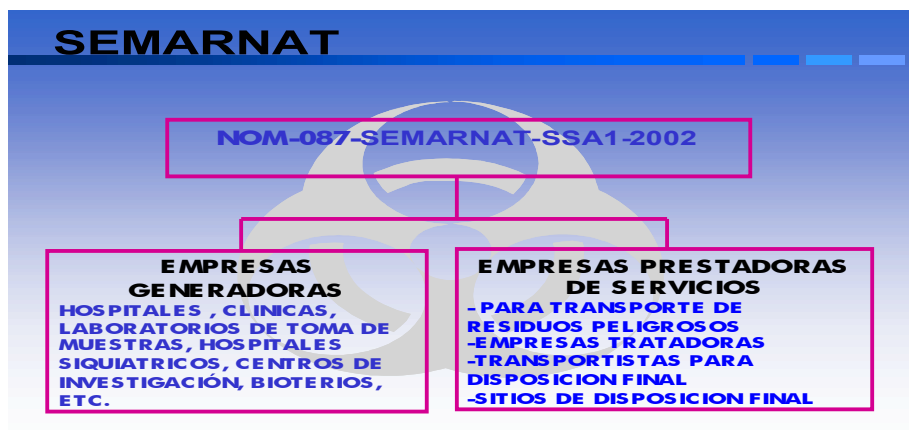 SEMARNAT
NOM-087-SEMARNAT-SSA1-2002
EMPRESAS
GENERADORAS
HOSPITALES , CLINICAS,
LABORATORIOS DE TOMA DE
MUESTRAS, HOSPITALES
SIQUIATRICOS, CENTROS DE
INVESTIGACIÓN, BIOTERIOS,
ETC.
EMPRESAS PRESTADORAS
DE SERVICIOS
- PARA TRANSPORTE DE
RESIDUOS PELIGROSOS
-EMPRESAS TRATADORAS
-TRANSPORTISTAS PARA
DISPOSICION FINAL
-SITIOS DE DISPOSICION FINAL